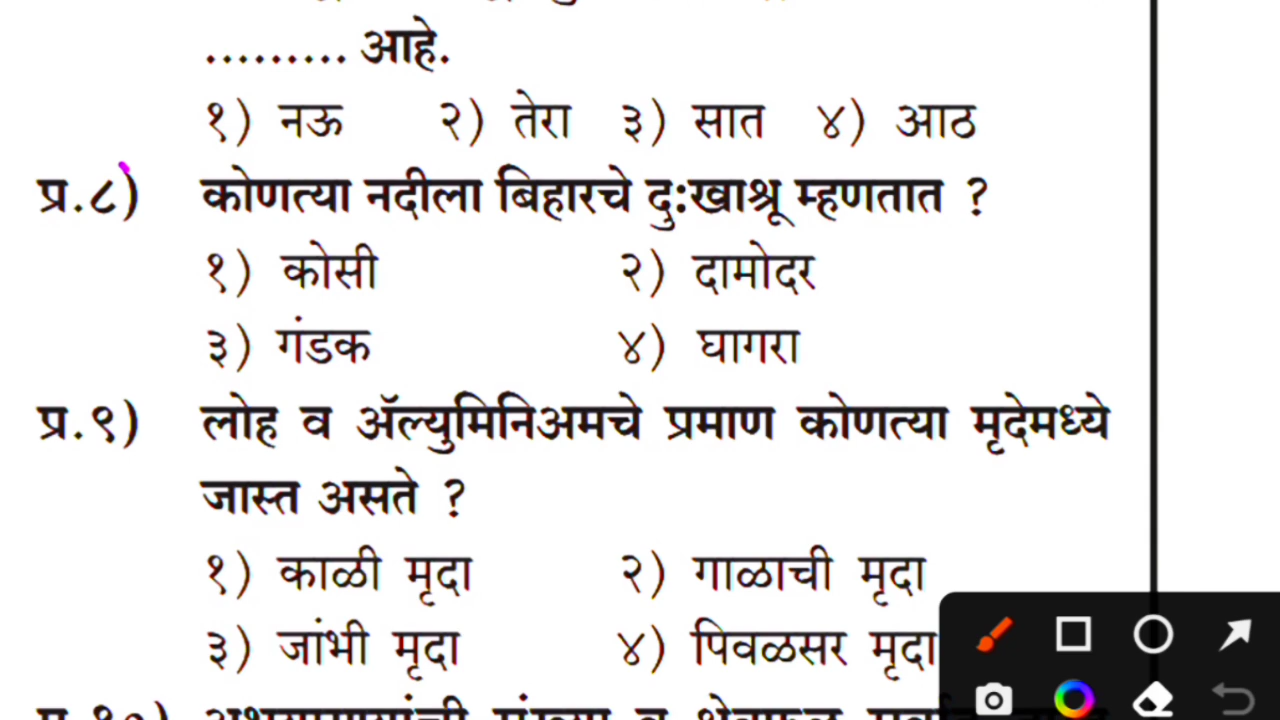 ......... आहे.
१) नऊ २) तेरा ३) सात ४) आठ
प्र.८) कोणत्या नदीला बिहारचे दुःखाश्रू म्हणतात ?
१) कोसी २) दामोदर
३) गंडक ४) घागरा
प्र.९) लोह व ॲल्युमिनिअमचे प्रमाण कोणत्या मृदेमध्ये
जास्त असते ?
१) काळी मृदा २) गाळाची मृदा
३) जांभी मृदा ४) पिवळसर मृदा